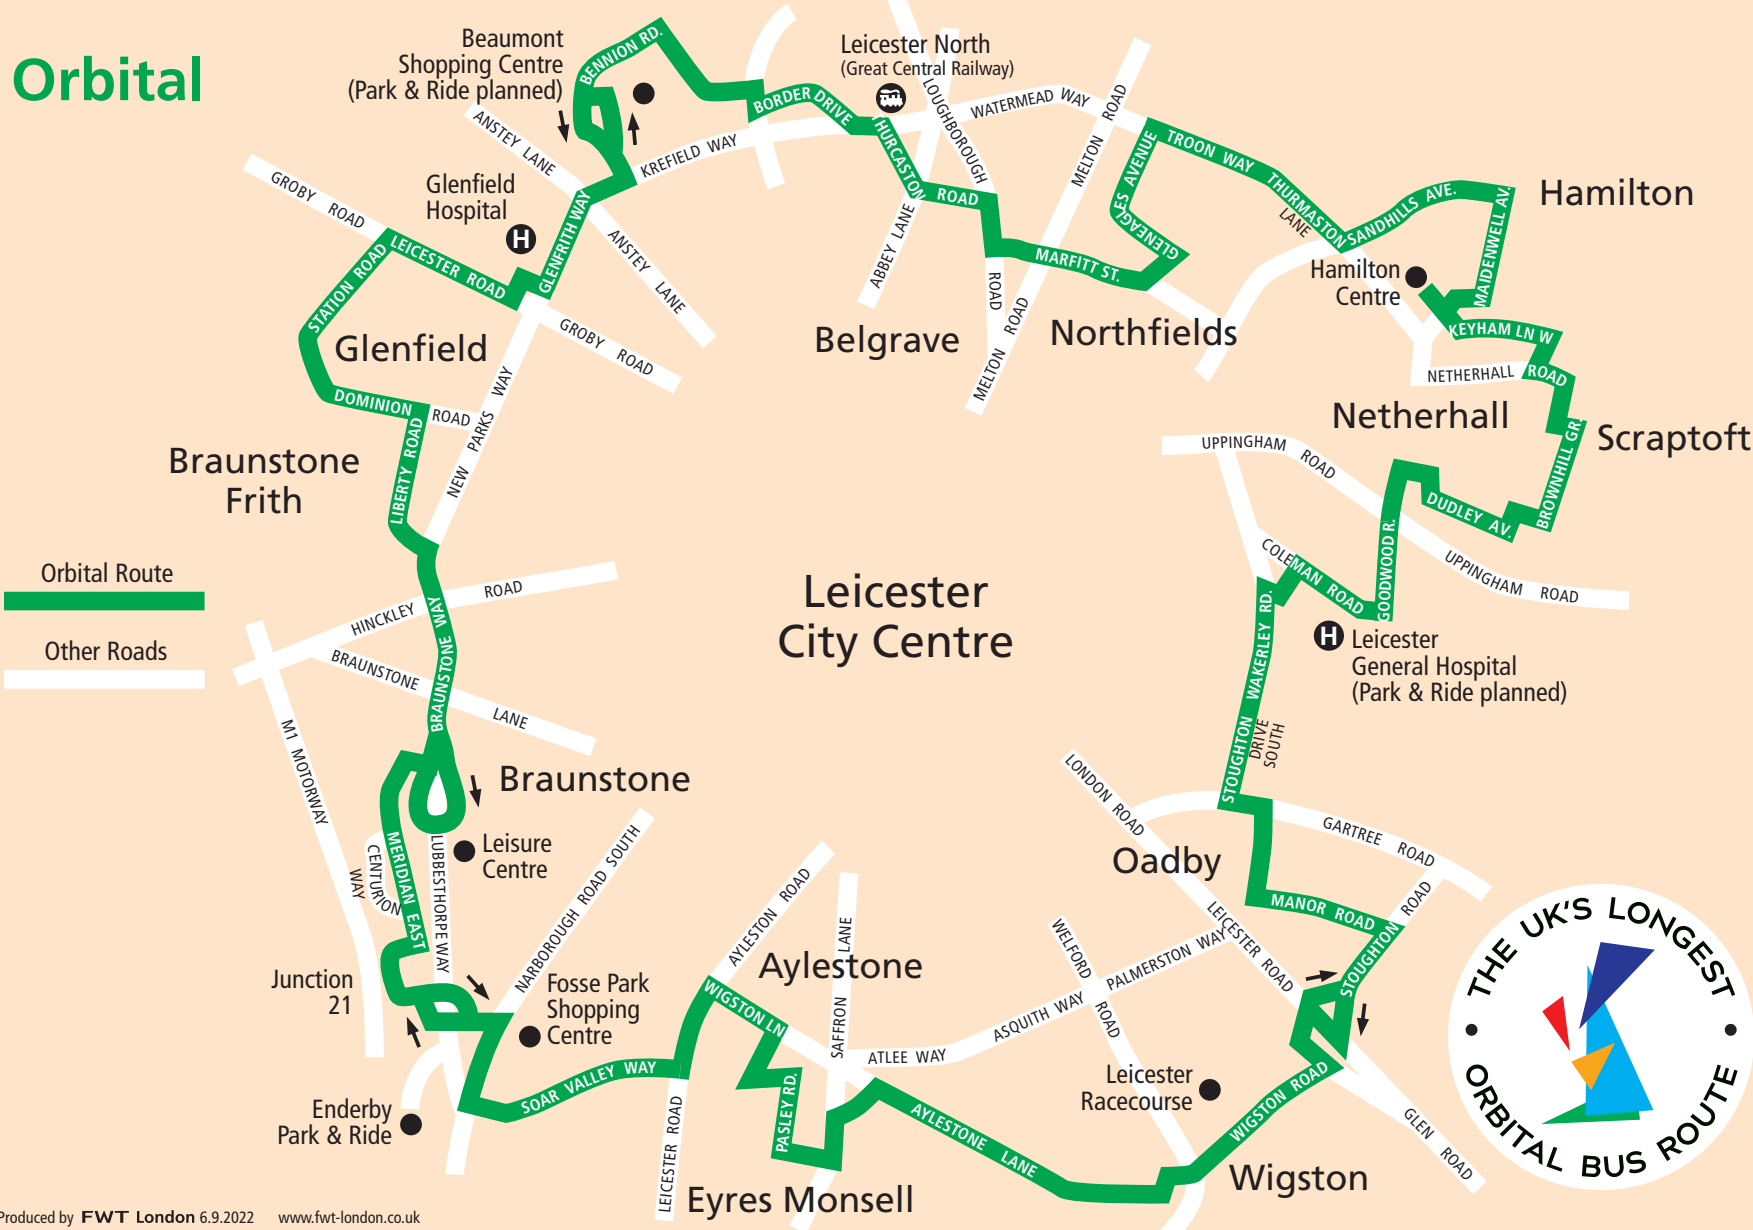 Orbital
Beaumont
Shopping Centre
(Park & Ride planned)
BENNION RD.
Leicester North
(Great Central Railway)
LOUGHBOROUGH
ROAD
WATERMEAD WAY
MELTON ROAD
MELTON ROAD
BORDER DRIVE
THURCASTON
ROAD
ANSTEY LANE
ANSTEY LANE
KREFIELD WAY
GROBY ROAD
GROBY ROAD
Glenfield
Hospital
H
GLENFRITH WAY
LEICESTER ROAD
STATION ROAD
Glenfield
DOMINION
ROAD
NEW PARKS WAY
LIBERTY ROAD
Braunstone
Frith
ABBEY LANE
MARFITT ST.
GLENEAGLES AVENUE
TROON WAY
THURMASTON
LANE
SANDHILLS AVE.
Hamilton
MAIDENWELL AV.
Hamilton
Centre
KEYHAM LN W
NETHERHALL
ROAD
Belgrave
Northfields
Netherhall
Scraptoft
BROWNHILL GR.
UPPINGHAM ROAD
UPPINGHAM ROAD
DUDLEY AV.
GOODWOOD R.
COLEMAN ROAD
H
Leicester
General Hospital
(Park & Ride planned)
WAKERLEY RD.
STOUGHTON
DRIVE
SOUTH
Leicester
City Centre
Orbital Route
Other Roads
HINCKLEY ROAD
BRAUNSTONE LANE
BRAUNSTONE WAY
M1 MOTORWAY
Braunstone
Leisure
Centre
MERIDIAN EAST
CENTURION
WAY
LUBBESTHORPE WAY
NARBOROUGH ROAD SOUTH
Junction
21
Fosse Park
Shopping
Centre
Enderby
Park & Ride
SOAR VALLEY WAY
LEICESTER ROAD
AYLESTON ROAD
Aylestone
WIGSTON LN
PASLEY RD.
SAFFRON LANE
Eyres Monsell
ATLEE WAY
ASQUITH WAY
PALMERSTON WAY
WELFORD
ROAD
AYLESTONE LANE
Leicester
Racecourse
WIGSTON ROAD
Wigston
LONDON ROAD
Oadby
LEICESTER ROAD
GARTREE ROAD
MANOR ROAD
STOUGHTON
ROAD
GLEN ROAD
THE UK'S LONGEST
ORBITAL BUS ROUTE
Produced by FWT London 6.9.2022 www.fwt-london.co.uk